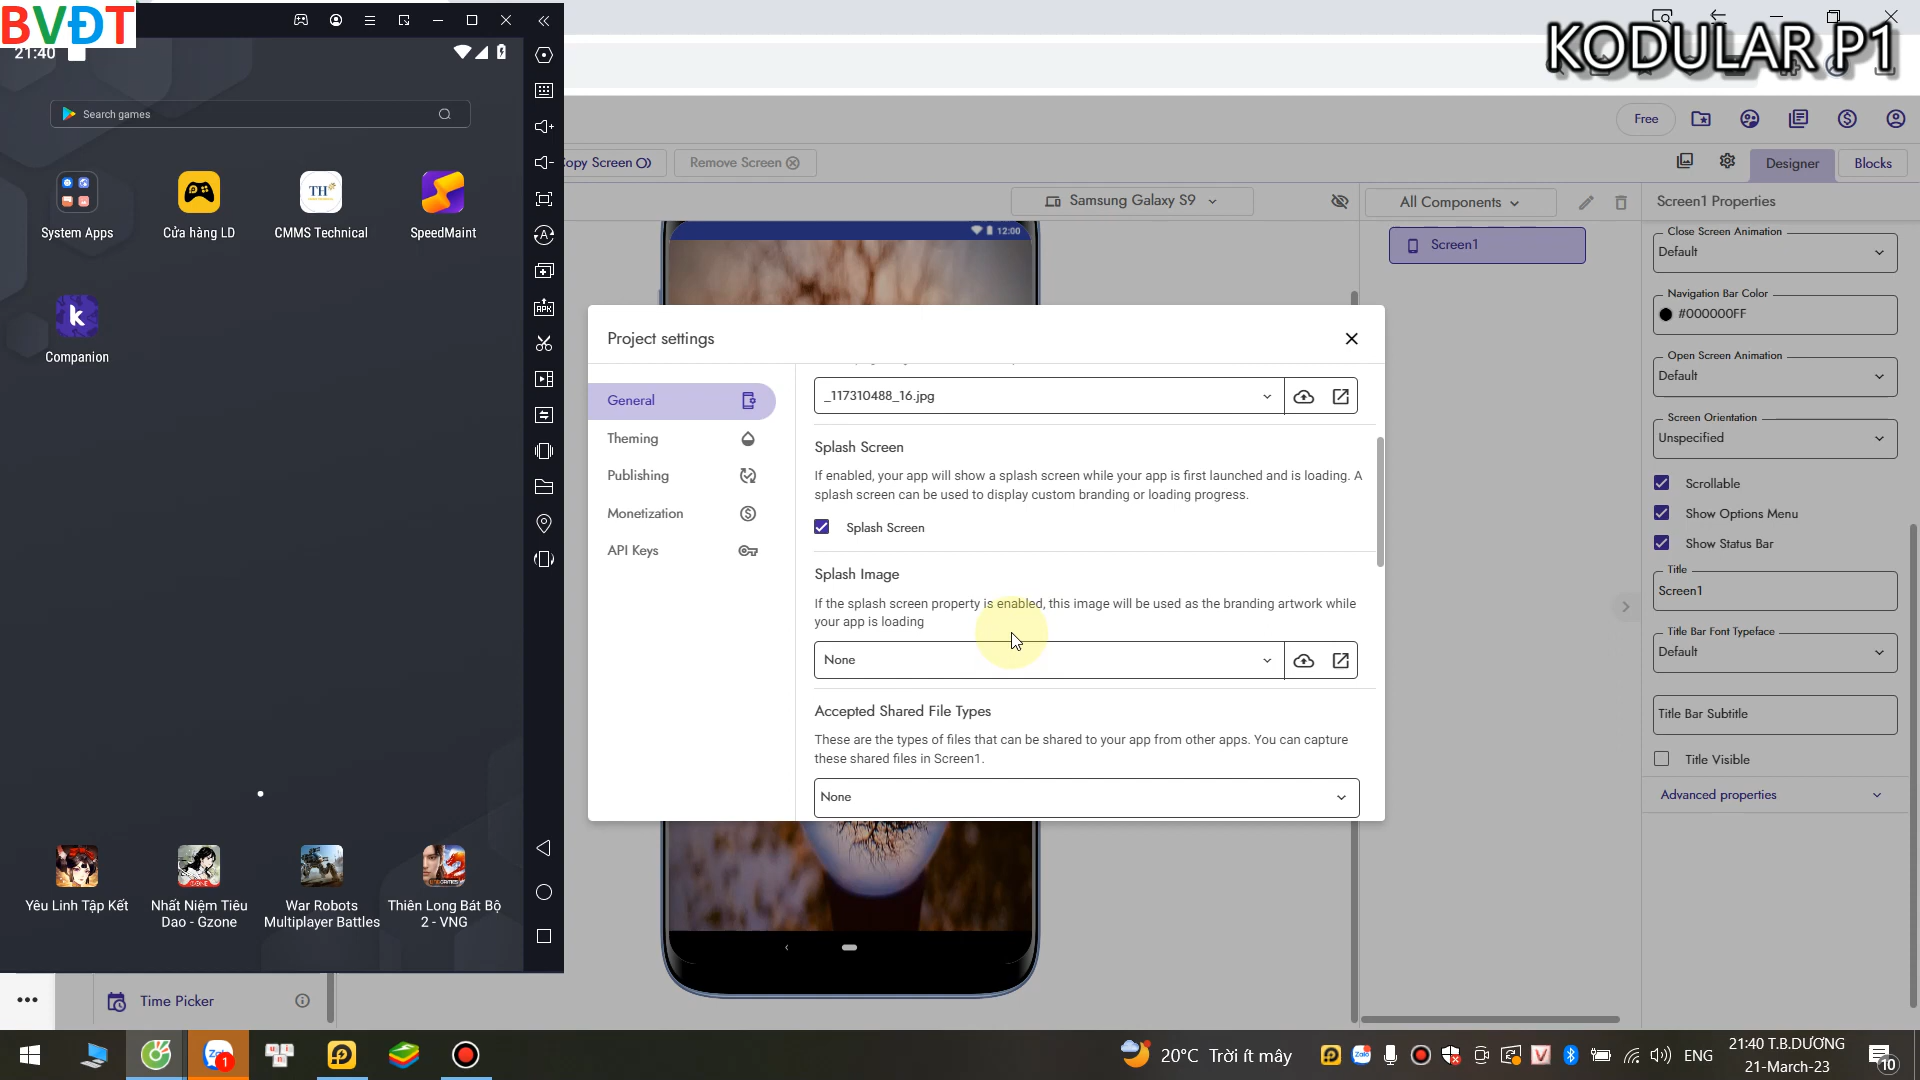 BVĐT
KODULAR P1
21:40
Search games
System Apps
Cửa hàng LD
CMMS Technical
SpeedMaint
Companion
Yêu Linh Tập Kết
Nhất Niệm Tiêu
Dao - Gzone
War Robots
Multiplayer Battles
Thiên Long Bát Bộ
2 - VNG
APK
Free
opy Screen
Remove Screen
Designer
Blocks
Samsung Galaxy S9
All Components
Screen1 Properties
12:00
Screen1
Project settings
General
Theming
Publishing
Monetization
API Keys
_117310488_16.jpg
Splash Screen
If enabled, your app will show a splash screen while your app is first launched and is loading. A
splash screen can be used to display custom branding or loading progress.
Splash Screen
Splash Image
If the splash screen property is enabled, this image will be used as the branding artwork while
your app is loading
None
Accepted Shared File Types
These are the types of files that can be shared to your app from other apps. You can capture
these shared files in Screen1.
None
Close Screen Animation
Default
Navigation Bar Color
#000000FF
Open Screen Animation
Default
Screen Orientation
Unspecified
Scrollable
Show Options Menu
Show Status Bar
Title
Screen1
Title Bar Font Typeface
Default
Title Bar Subtitle
Title Visible
Advanced properties
Time Picker
20°C Trời ít mây
ENG
21:40 T.B.DƯƠNG
21-March-23
10